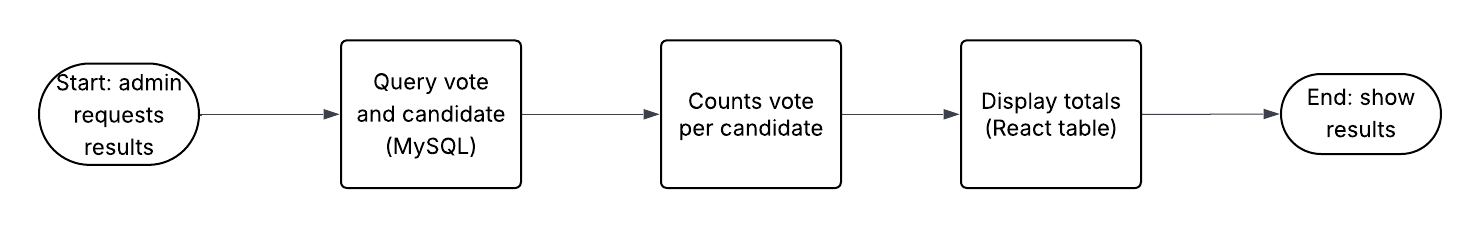 Start: admin
requests
results
Query vote
and candidate
(MySQL)
Counts vote
per candidate
Display totals
(React table)
End: show
results